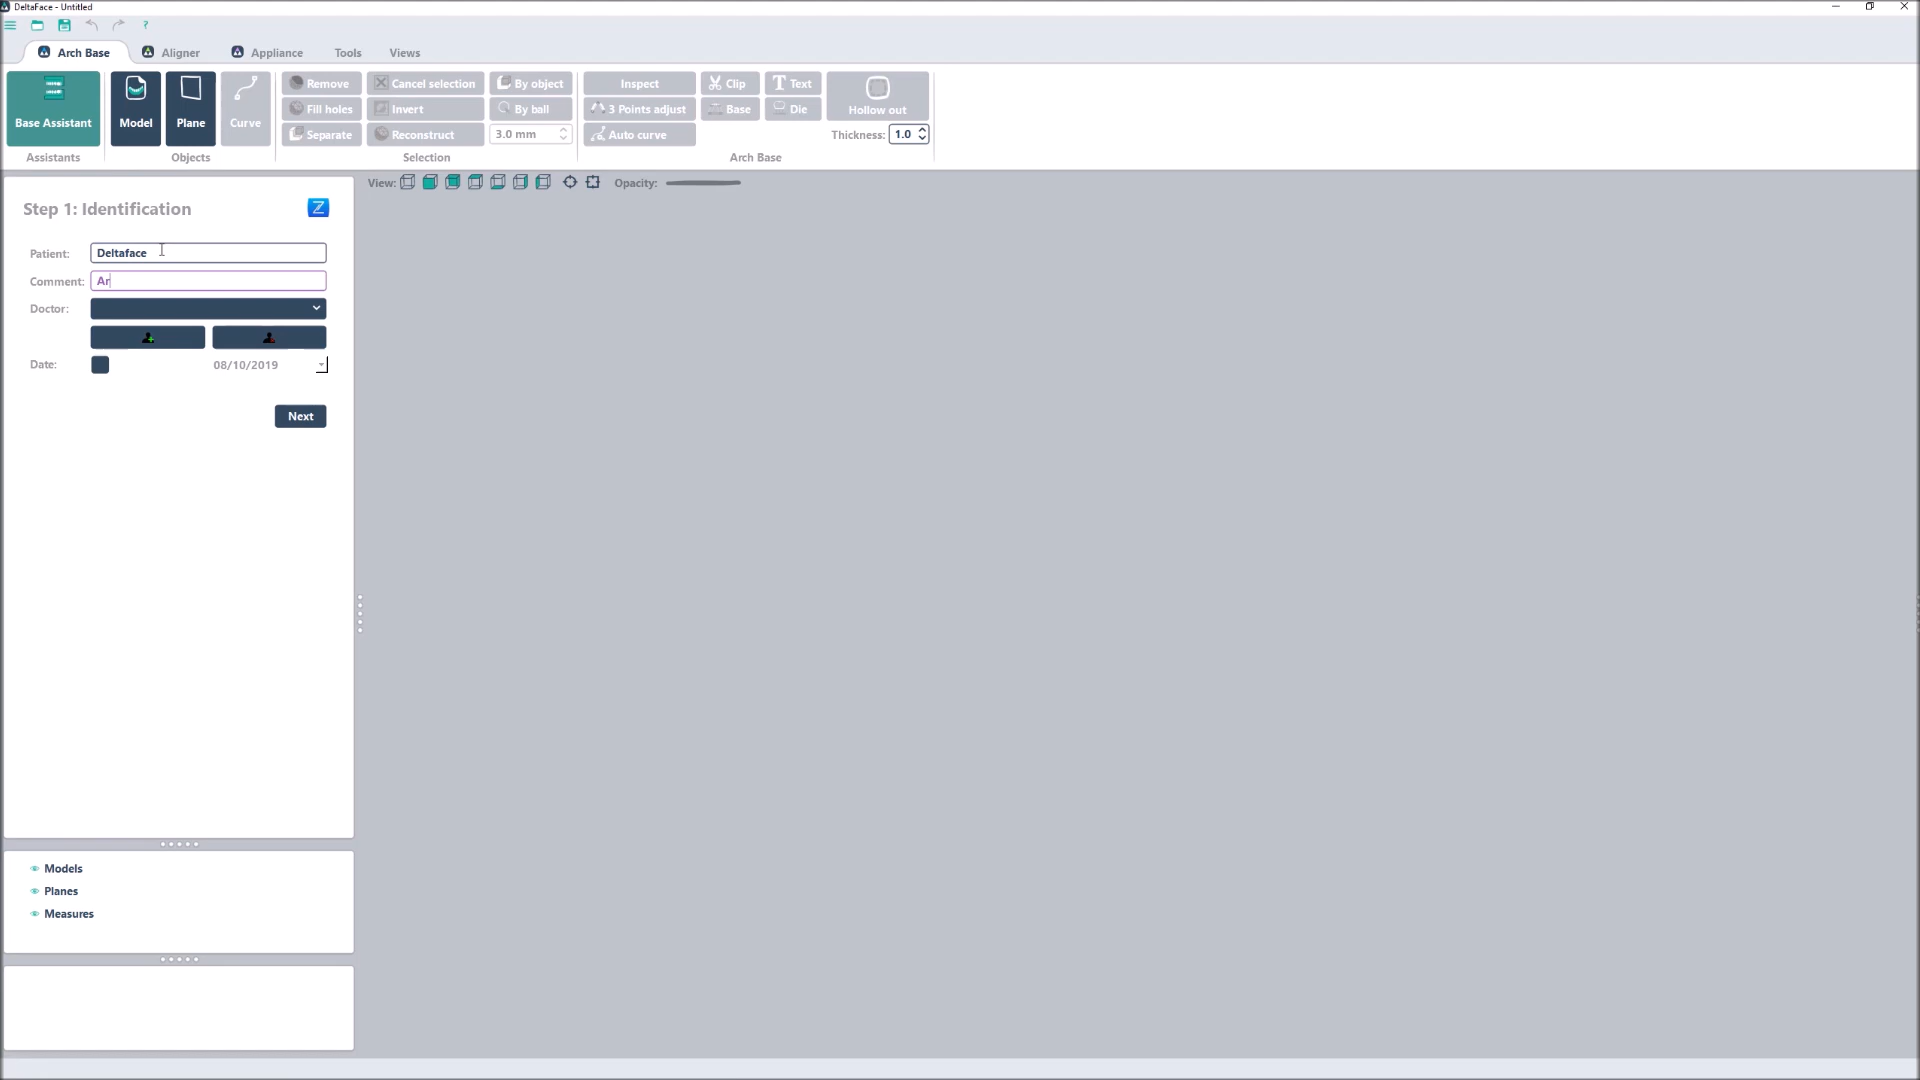 DeltaFace - Untitled
?
Arch Base Aligner Appliance Tools Views
Base Assistant
Model
Plane
Curve
Remove
Fill holes
Separate
Cancel selection
Invert
Reconstruct
By object
By ball
3.0 mm
Inspect
3 Points adjust
Auto curve
Clip
Base
Text
Die
Hollow out
Thickness: 1.0
Assistants Objects Selection Arch Base
View: Opacity:
Step 1: Identification
Z
Patient: Deltaface
Comment: Ar
Doctor:
Date: 08/10/2019
Next
Models
Planes
Measures